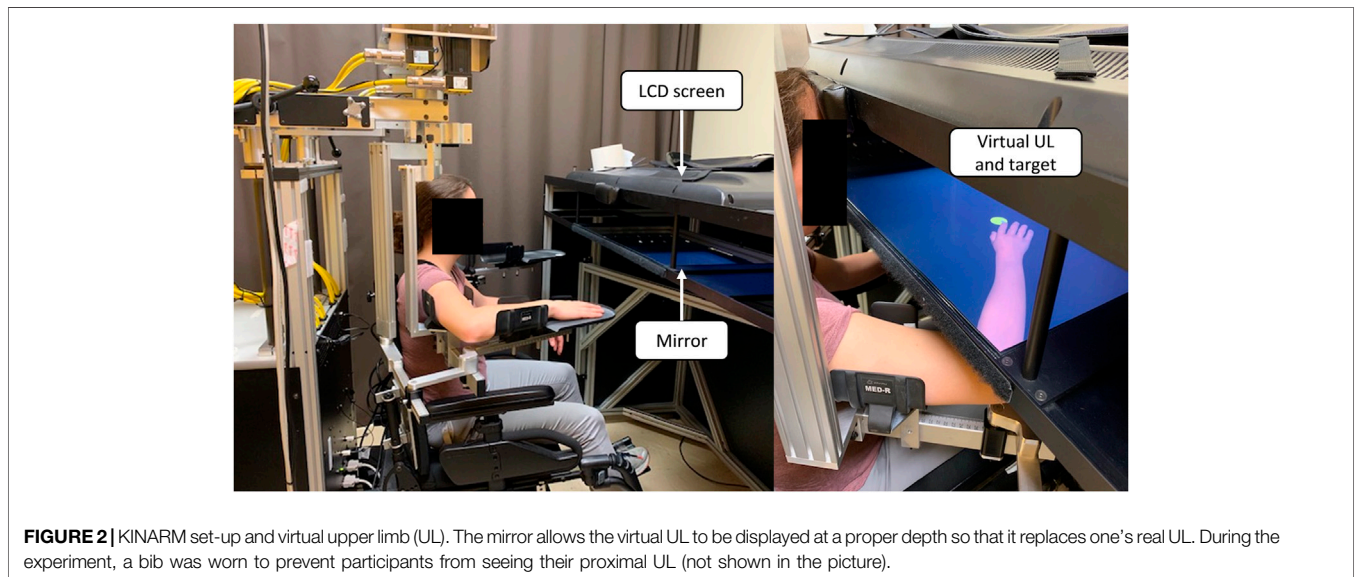 LCD screen
Mirror
Virtual UL
and target
MED-R
FIGURE 2 | KINARM set-up and virtual upper limb (UL). The mirror allows the virtual UL to be displayed at a proper depth so that it replaces one's real UL. During the
experiment, a bib was worn to prevent participants from seeing their proximal UL (not shown in the picture).